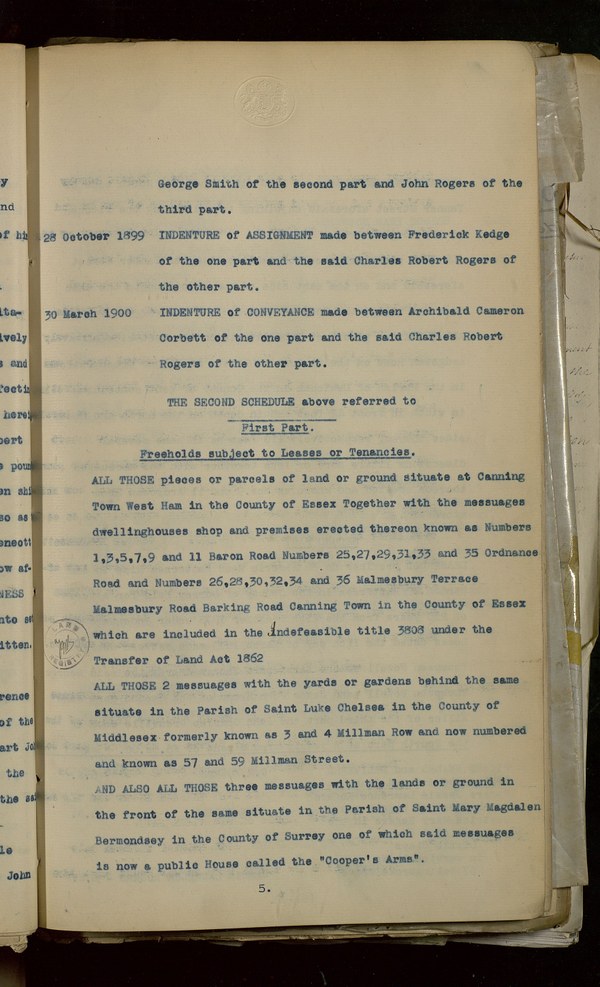 George Smith of the second part and John Rogers of the
third part.
28 October 1899 INDENTURE of ASSIGNMENT made between Frederick Kedge
of the one part and the said Charles Robert Rogers of
the other part.
30 March 1900 INDENTURE of CONVEYANCE made between Archibald Cameron
Corbett of the one part and the said Charles Robert
Rogers of the other part.
THE SECOND SCHEDULE above referred to
First Part.
Freeholds subject to Leases or Tenancies.
ALL THOSE pieces or parcels of land or ground situate at Canning
Town West Ham in the County of Essex Together with the messuages
dwellinghouses shop and premises erected thereon known as Numbers
1,3,5,7,9 and 11 Baron Road Numbers 25,27,29,31,33 and 35 Ordnance
Road and Numbers 26,28,30,32,34 and 36 Malmesbury Terrace
Malmesbury Road Barking Road Canning Town in the County of Essex
which are included in the Indefeasible title 3808 under the
Transfer of Land Act 1862
ALL THOSE 2 messuages with the yards or gardens behind the same
situate in the Parish of Saint Luke Chelsea in the County of
Middlesex formerly known as 3 and 4 Millman Row and now numbered
and known as 57 and 59 Millman Street.
AND ALSO ALL THOSE three messuages with the lands or ground in
the front of the same situate in the Parish of Saint Mary Magdalen
Bermondsey in the County of Surrey one of which said messuages
is now a public House called the "Cooper's Arms".
5.